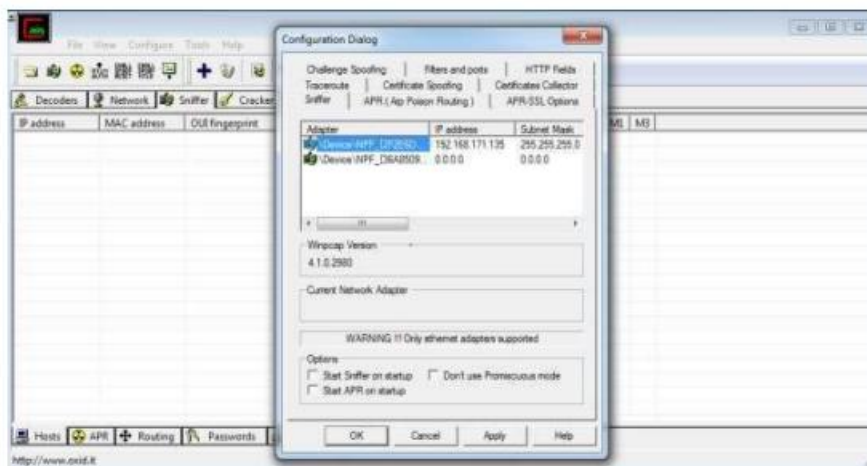 File View Configure Tools Help
Decoders Network Sniffer Cracker
IP address MAC address OUI fingerprint M1 M3
Configuration Dialog
Challenge Spoofing Filters and ports HTTP Fields
Traceroute Certificate Spoofing Certificates Collector
Sniffer APR (Arp Poison Routing) APR-SSL Options
Adapter IP address Subnet Mask
192.168.171.135 255.255.255.0
0.0.0.0 0.0.0.0
Winpcap Version
4.1.0.2980
Current Network Adapter
WARNING !!! Only ethernet adapters supported
Options
Start Sniffer on startup Don't use Promiscuous mode
Start APR on startup
OK Cancel Apply Help
Hosts APR Routing Passwords
http://www.oxid.it